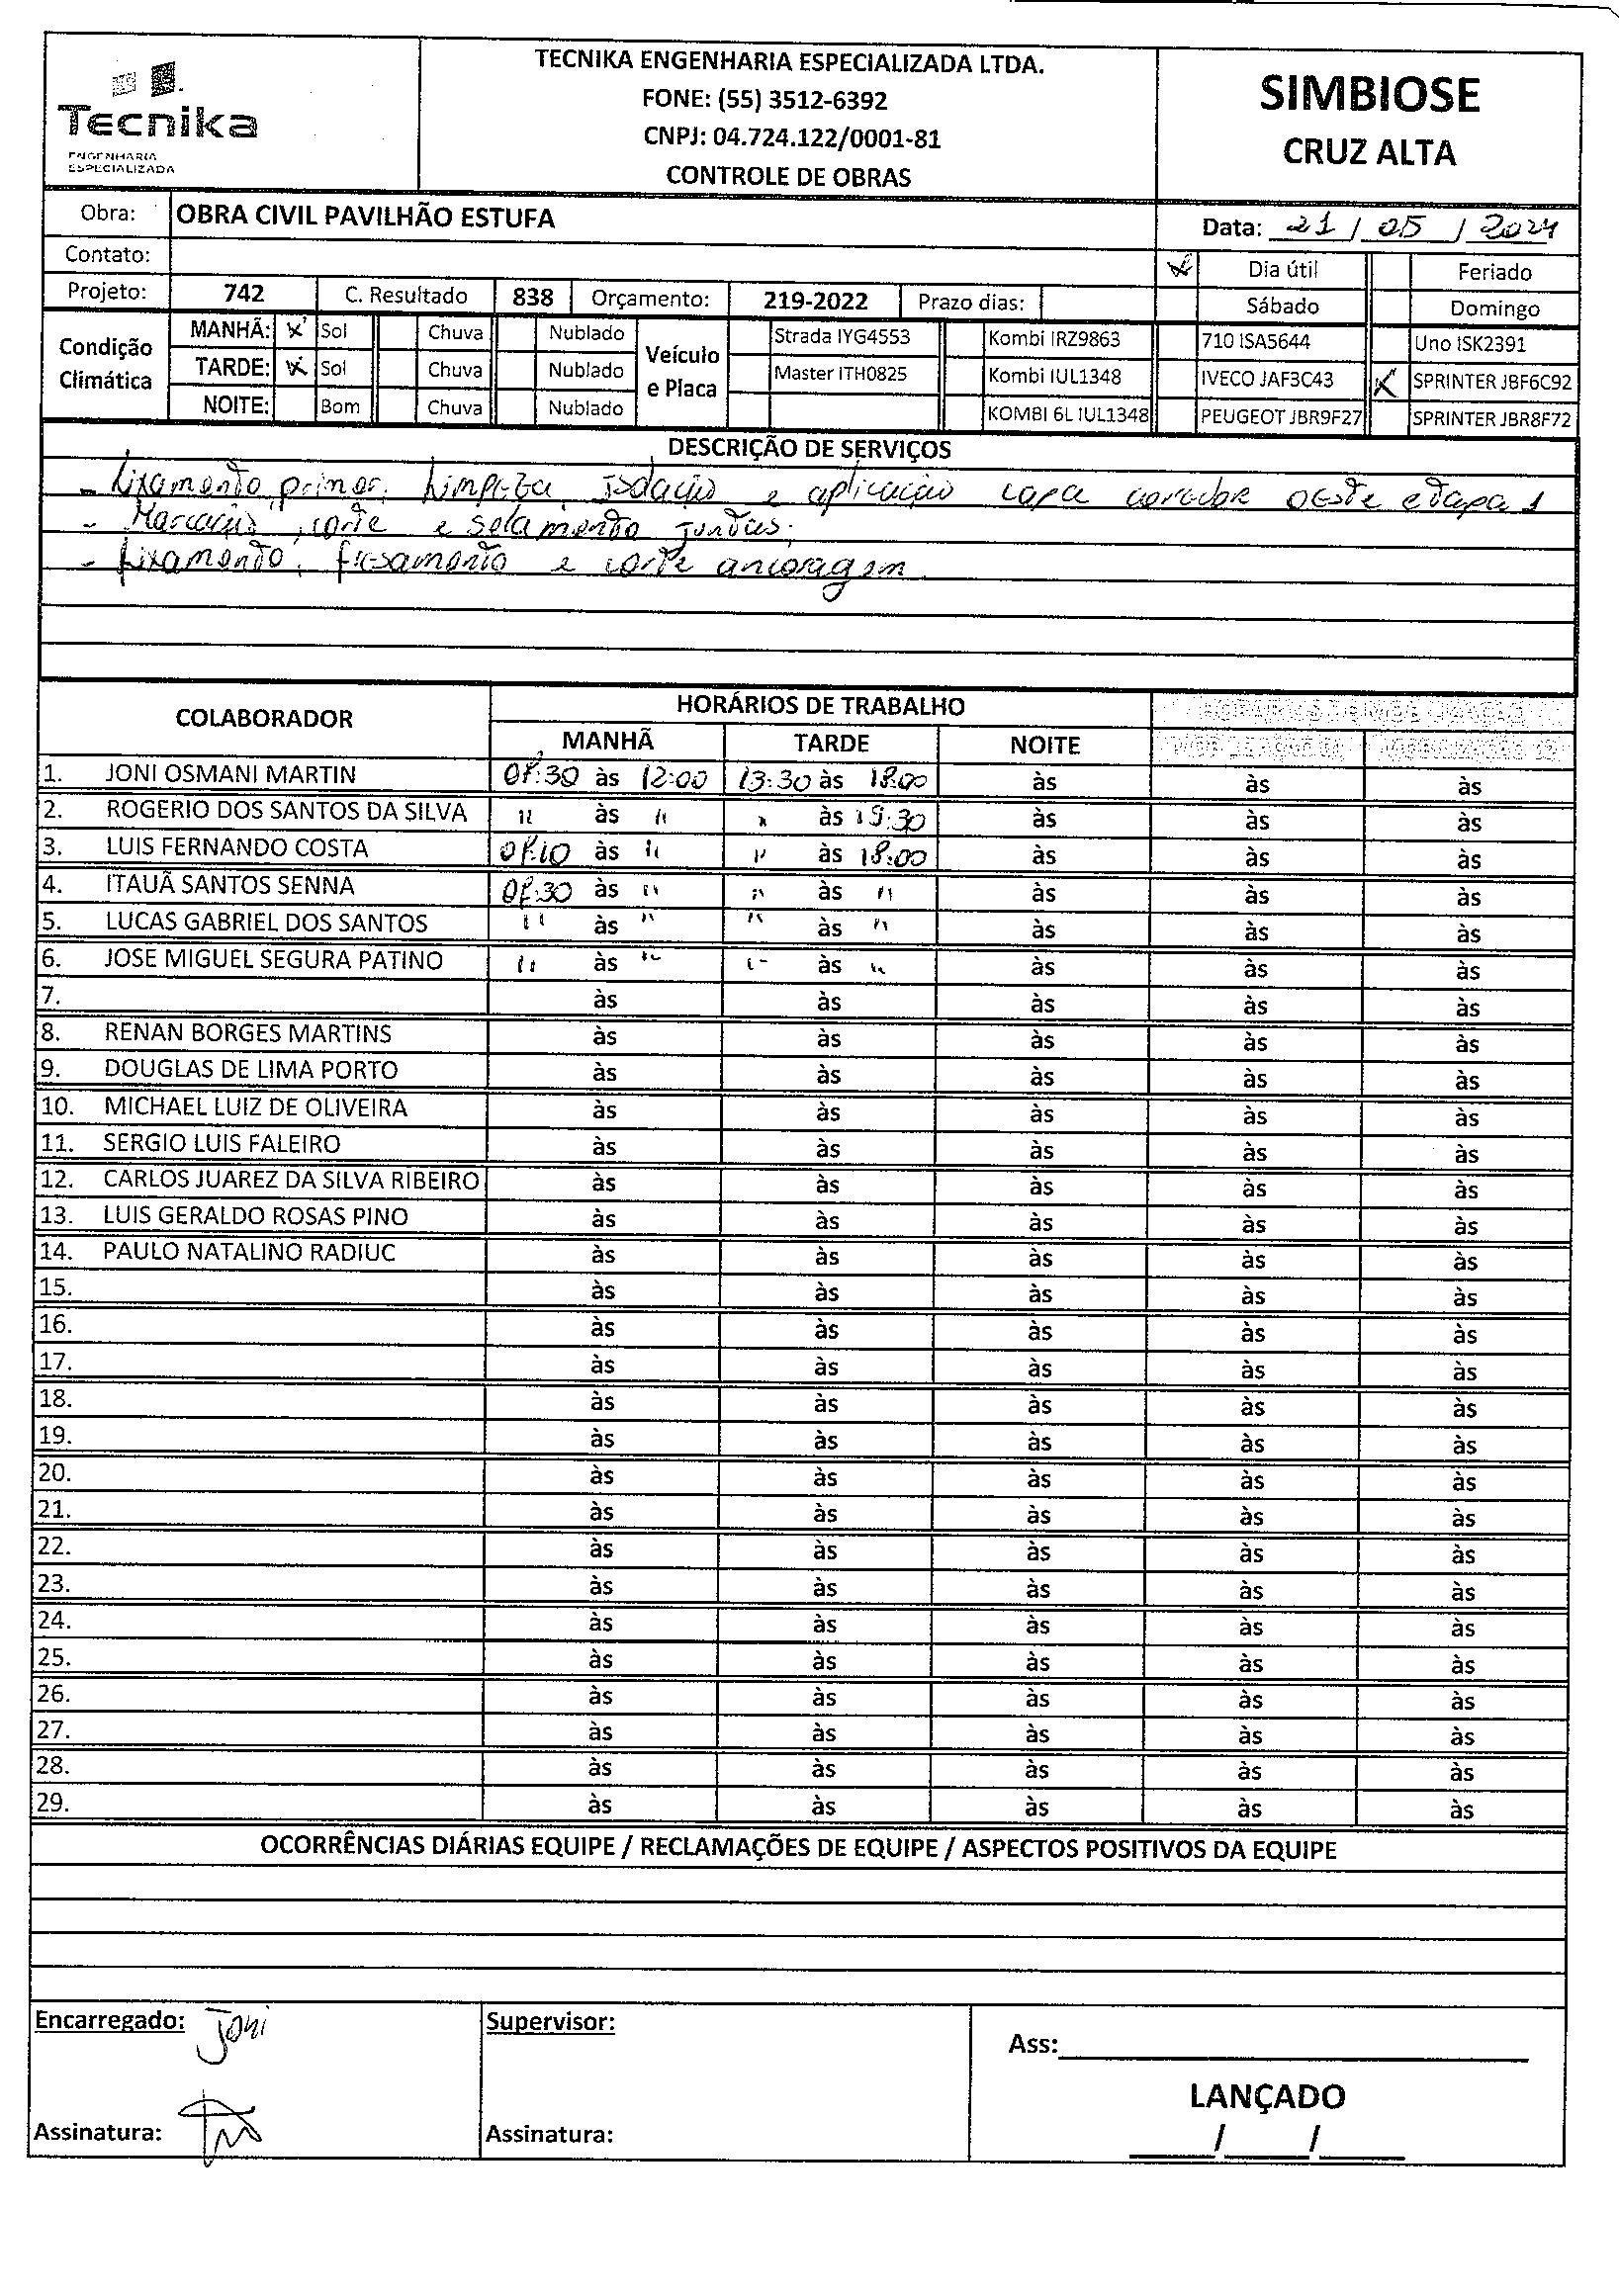 Tecnika
ENGENHARIA
ESPECIALIZADA
TECNIKA ENGENHARIA ESPECIALIZADA LTDA.
FONE: (55) 3512-6392
CNPJ: 04.724.122/0001-81
CONTROLE DE OBRAS
SIMBIOSE
CRUZ ALTA
Obra: OBRA CIVIL PAVILHÃO ESTUFA
Data: 21 / 05 / 2024
Contato:
Dia útil Feriado
Projeto: 742 C. Resultado 838 Orçamento: 219-2022 Prazo dias:
Sábado Domingo
Condição Climática
MANHÃ: x Sol Chuva Nublado
TARDE: x Sol Chuva Nublado
NOITE: Bom Chuva Nublado
Veículo e Placa
Strada IYG4553 Kombi IRZ9863 710 ISA5644 Uno ISK2391
Master ITH0825 Kombi IUL1348 IVECO JAF3C43 x SPRINTER JBF6C92
KOMBI 6L IUL1348 PEUGEOT JBR9F27 SPRINTER JBR8F72
DESCRIÇÃO DE SERVIÇOS
- Lixamento primer, limpeza, isolação e aplicação capa corredor oeste etapa 1
- Marcação, corte e selamento juntas;
- Lixamento, fresamento e corte ancoragem.
COLABORADOR HORÁRIOS DE TRABALHO
MANHÃ TARDE NOITE
1. JONI OSMANI MARTIN 08:30 às 12:00 13:30 às 18:00 às às às
2. ROGERIO DOS SANTOS DA SILVA " às " " às 19:30 às às às
3. LUIS FERNANDO COSTA 08:10 às " " às 18:00 às às às
4. ITAUÃ SANTOS SENNA 08:30 às " " às " às às às
5. LUCAS GABRIEL DOS SANTOS " às " " às " às às às
6. JOSE MIGUEL SEGURA PATINO " às " " às " às às às
7. às às às às às
8. RENAN BORGES MARTINS às às às às às
9. DOUGLAS DE LIMA PORTO às às às às às
10. MICHAEL LUIZ DE OLIVEIRA às às às às às
11. SERGIO LUIS FALEIRO às às às às às
12. CARLOS JUAREZ DA SILVA RIBEIRO às às às às às
13. LUIS GERALDO ROSAS PINO às às às às às
14. PAULO NATALINO RADIUC às às às às às
15. às às às às às
16. às às às às às
17. às às às às às
18. às às às às às
19. às às às às às
20. às às às às às
21. às às às às às
22. às às às às às
23. às às às às às
24. às às às às às
25. às às às às às
26. às às às às às
27. às às às às às
28. às às às às às
29. às às às às às
OCORRÊNCIAS DIÁRIAS EQUIPE / RECLAMAÇÕES DE EQUIPE / ASPECTOS POSITIVOS DA EQUIPE
Encarregado: Joni
Supervisor:
Ass:
LANÇADO
Assinatura:
Assinatura:
/ /